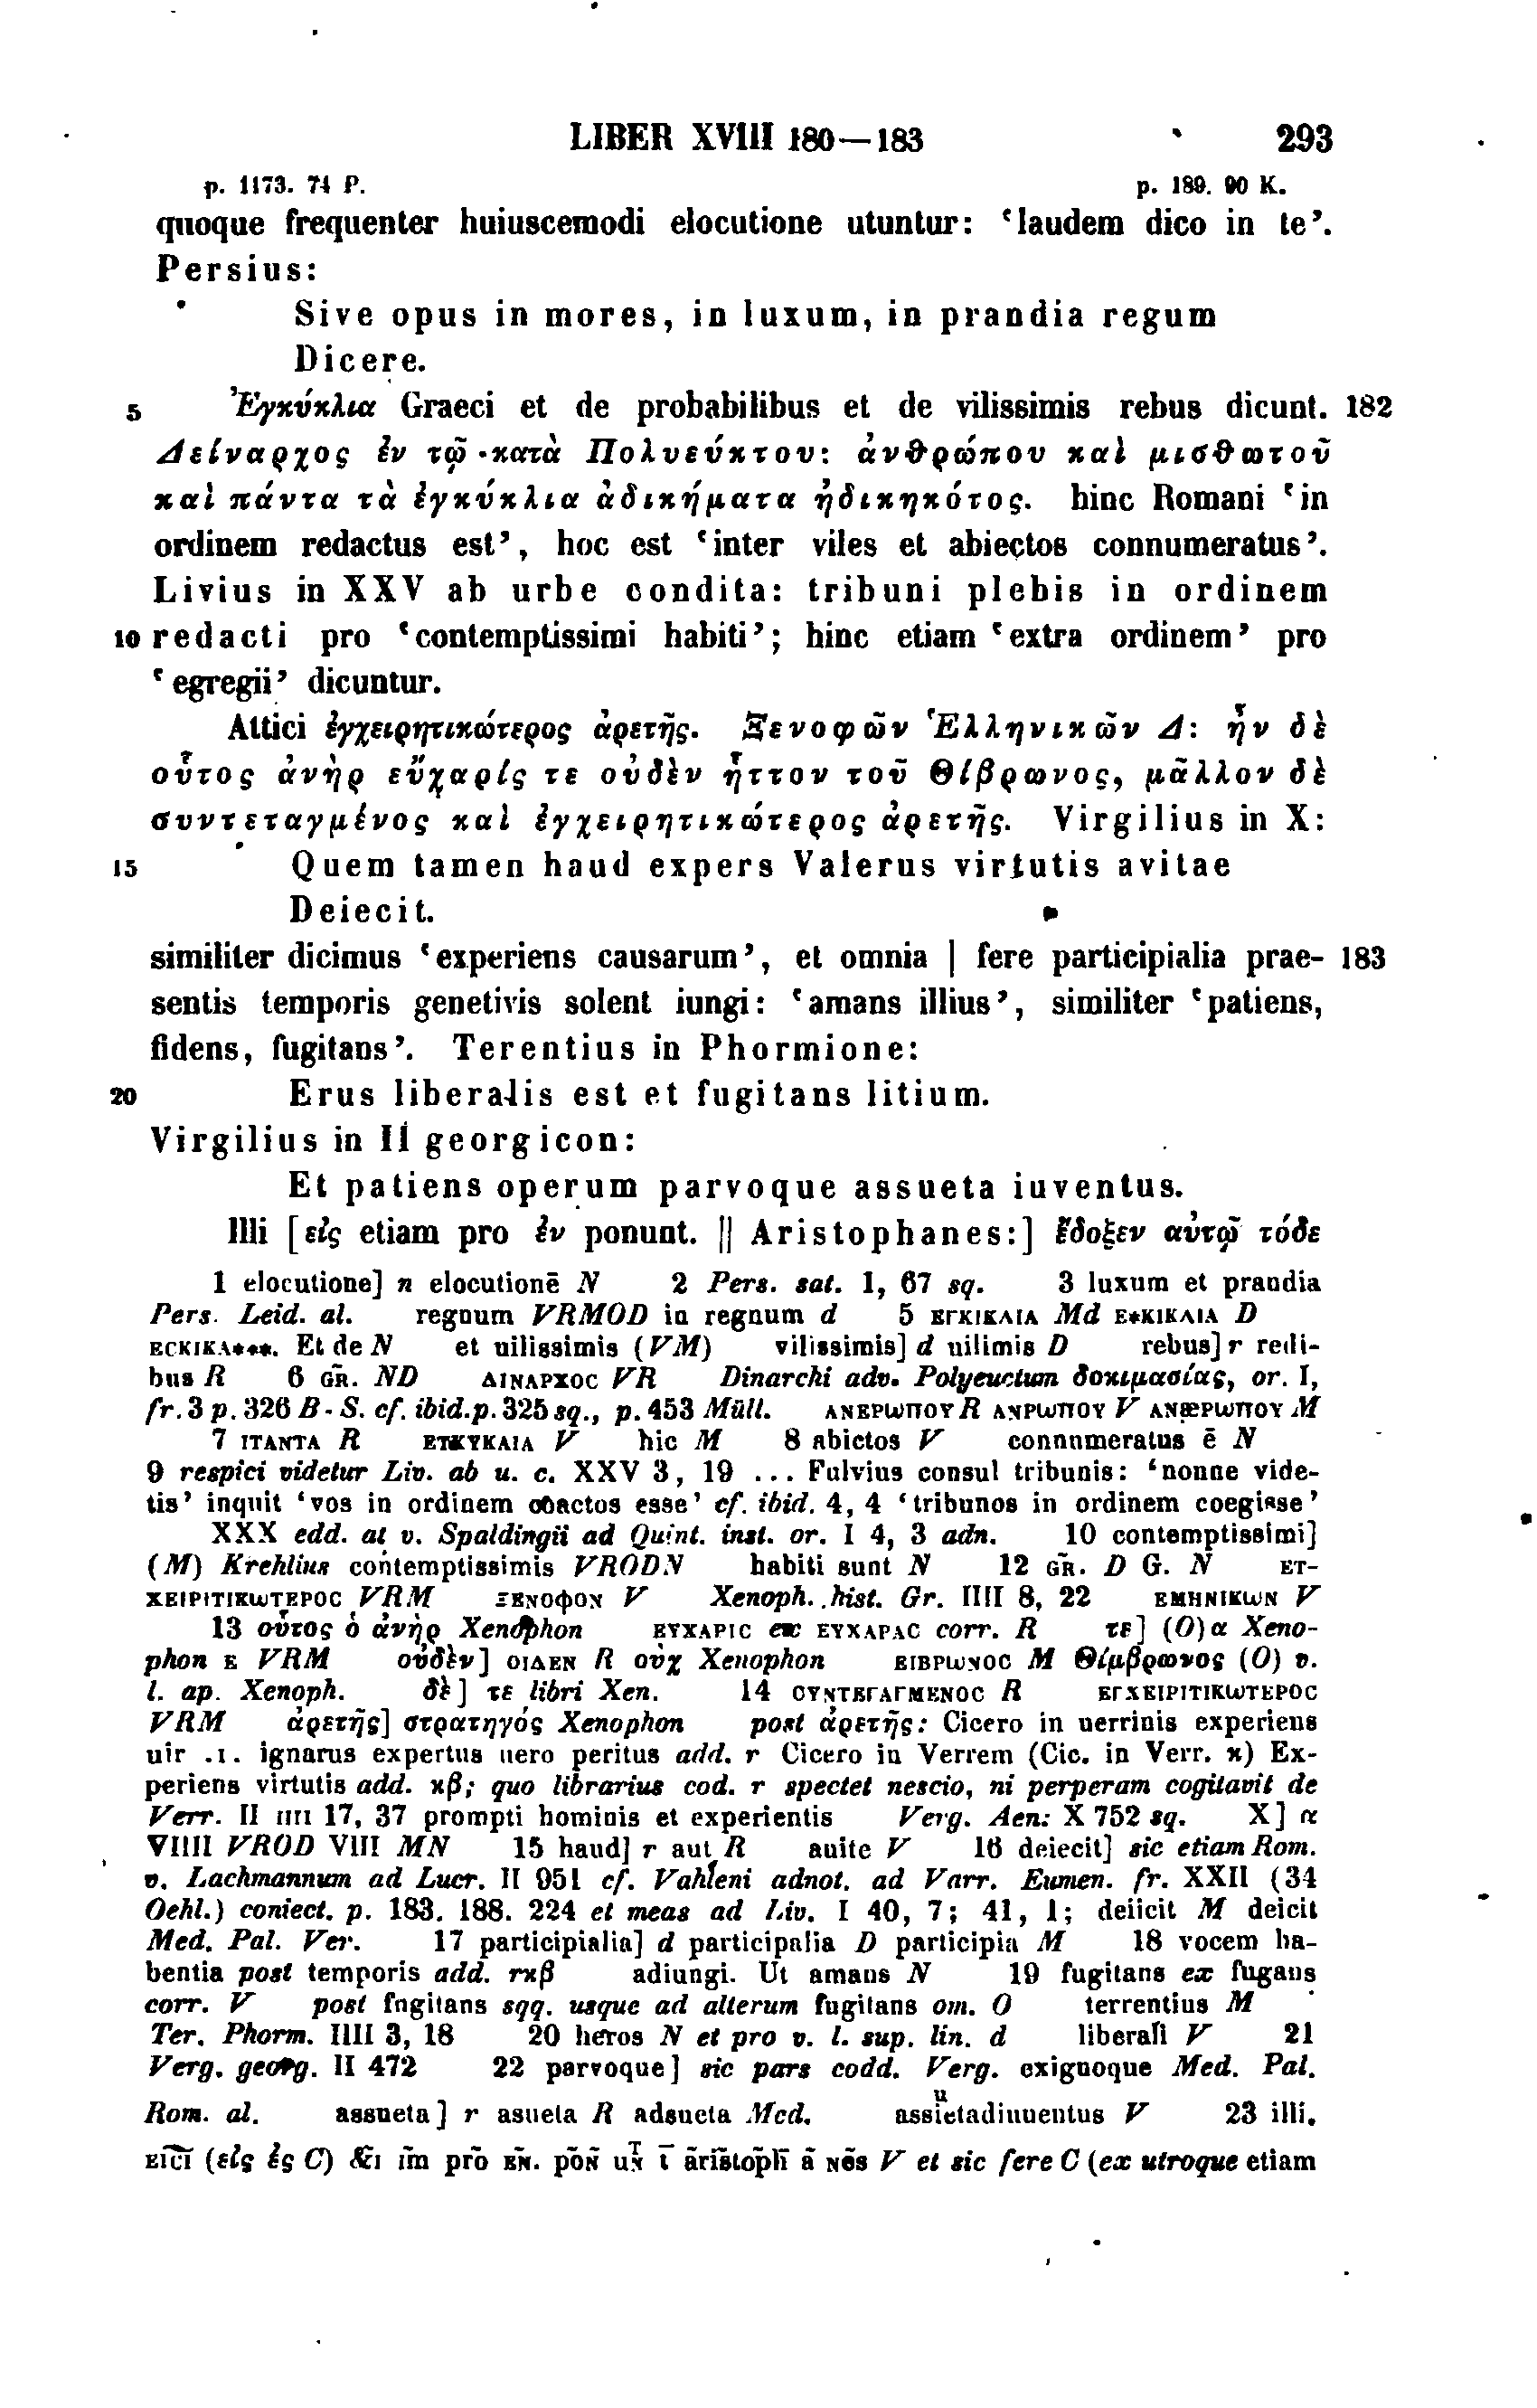 LIBER XVIII 180—183 293
p. 1173. 74 P. p. 189. 90 K.
quoque frequenter huiuscemodi elocutione utuntur: ‘laudem dico in te’.
Persius:
Sive opus in mores, in luxum, in prandia regum
Dicere.
5 Ἐγκύκλια Graeci et de probabilibus et de vilissimis rebus dicunt. 182
Δείναρχος ἐν τῷ κατὰ Πολυεύκτου: ἀνθρώπου καὶ μισθωτοῦ
καὶ πάντα τὰ ἐγκύκλια ἀδικήματα ἠδικηκότος. hinc Romani ‘in
ordinem redactus est’, hoc est ‘inter viles et abiectos connumeratus’.
Livius in XXV ab urbe condita: tribuni plebis in ordinem
10 redacti pro ‘contemptissimi habiti’; hinc etiam ‘extra ordinem’ pro
‘egregii’ dicuntur.
Attici ἐγχειρητικώτερος ἀρετῆς. Ξενοφῶν Ἑλληνικῶν Δ: ἦν δὲ
οὗτος ἀνὴρ εὔχαρίς τε οὐδὲν ἧττον τοῦ Θίβρωνος, μᾶλλον δὲ
συντεταγμένος καὶ ἐγχειρητικώτερος ἀρετῆς. Virgilius in X:
15 Quem tamen haud expers Valerus virtutis avitae
Deiecit.
similiter dicimus ‘experiens causarum’, et omnia | fere participialia prae- 183
sentis temporis genetivis solent iungi: ‘amans illius’, similiter ‘patiens,
fidens, fugitans’. Terentius in Phormione:
20 Erus liberalis est et fugitans litium.
Virgilius in II georgicon:
Et patiens operum parvoque assueta iuventus.
Illi [εἰς etiam pro ἐν ponunt. || Aristophanes:] ἔδοξεν αὐτῷ τόδε
1 elocutione] n elocutionē N 2 Pers. sat. I, 67 sq. 3 luxum et prandia
Pers. Leid. al. regnum VRMOD in regnum d 5 ΕΓΚΙΚΛΙΑ Md Ε*ΚΙΚΛΙΑ D
ΕCΚΙΚΛ***. Et de N et uilissimis (VM) vilissimis] d uilimis D rebus] r redi-
bus R 6 GR̄. ND ΔΙΝΑΡΧΟC VR Dinarchi adv. Polyeuctum δοκιμασίας, or. I,
fr. 3 p. 326 B-S. cf. ibid. p. 325 sq., p. 453 Müll. ΑΝΕΡωΠΟΥ R ΑΝΡωΠΟΥ V M
7 ΙΤΑΝΤΑ R V hic M 8 abictos V connumeratus ē N
9 respici videtur Liv. ab u. c. XXV 3, 19 ... Fulvius consul tribunis: ‘nonne vide-
tis’ inquit ‘vos in ordinem coactos esse’ cf. ibid. 4, 4 ‘tribunos in ordinem coegisse’
XXX edd. at v. Spaldingii ad Quint. inst. or. I 4, 3 adn. 10 contemptissimi]
(M) Krehlius contemptissimis VRODN habiti sunt N 12 GR̄. D G. N ΕΤ-
ΧΕΙΡΙΤΙΚωΤΕΡΟC VRM ΞΕΝΟΦΟΝ V Xenoph. hist. Gr. IIII 8, 22 ΕΜΗΝΙΚωΝ V
13 οὗτος ὁ ἀνὴρ Xenophon ΕΥΧΑΡΙC ex ΕΥΧΑΡΑC corr. R τε] (O) α Xeno-
phon Ε VRM οὐδὲν] ΟΙΔΕΝ R οὐχ Xenophon ΕΙΒΡωΝΟC M Θίμβρωνος (O) v.
l. ap. Xenoph. δὲ] τε libri Xen. 14 ΟΥΝΤΕΓΑΓΜΕΝΟC R ΕΓΧΕΙΡΙΤΙΚωΤΕΡΟC
VRM ἀρετῆς] στρατηγός Xenophon post ἀρετῆς: Cicero in uerrinis experiens
uir .ı. ignarus expertus uero peritus add. r Cicero in Verrem (Cic. in Verr. κ) Ex-
periens virtutis add. κβ; quo librarius cod. r spectet nescio, ni perperam cogitavit de
Verr. II IIII 17, 37 prompti hominis et experientis Verg. Aen: X 752 sq. X] α
VIIII VROD VIII MN 15 haud] r aut R auite V 16 deiecit] sic etiam Rom.
v. Lachmannum ad Lucr. II 951 cf. Vahleni adnot. ad Varr. Eumen. fr. XXII (34
Oehl.) coniect. p. 183. 188. 224 et meas ad Liv. I 40, 7; 41, 1; deiicit M deicit
Med. Pal. Ver. 17 participialia] d participalia D participia M 18 vocem ha-
bentia post temporis add. rκβ adiungi. Ut amans N 19 fugitans ex fugans
corr. V post fugitans sqq. usque ad alterum fugitans om. O terrentius M
Ter. Phorm. IIII 3, 18 20 heros N et pro v. l. sup. lin. d liberali V 21
Verg. georg. II 472 22 parvoque] sic pars codd. Verg. exiguoque Med. Pal.
Rom. al. assueta] r asueta R adsueta Med. assietadiuuentus V 23 illi.
(εἰς ἐς C) īm prō ΕΝ̄. V et sic fere C (ex utroque etiam